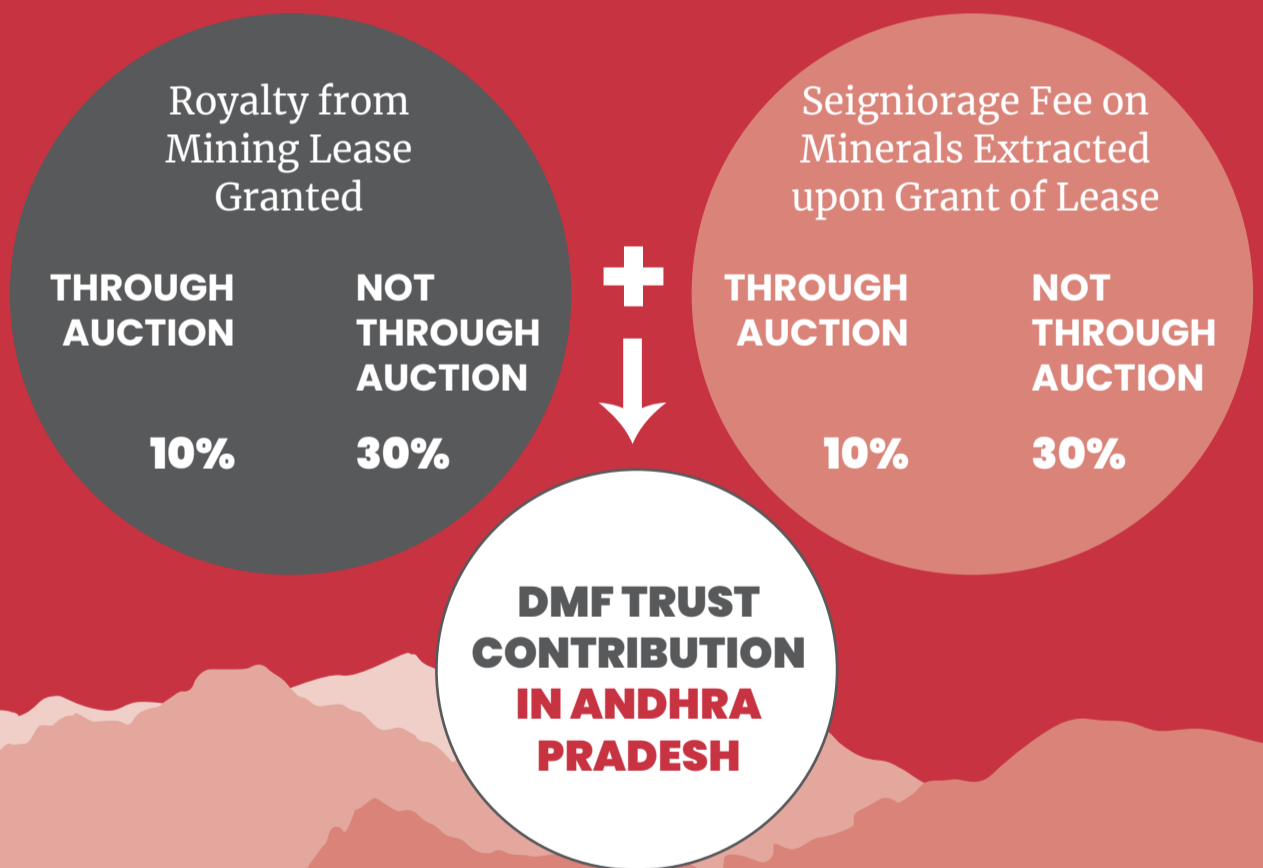 Royalty from
Mining Lease
Granted
THROUGH
AUCTION
10%
NOT
THROUGH
AUCTION
30%
+
Seigniorage Fee on
Minerals Extracted
upon Grant of Lease
THROUGH
AUCTION
10%
NOT
THROUGH
AUCTION
30%
DMF TRUST
CONTRIBUTION
IN ANDHRA
PRADESH